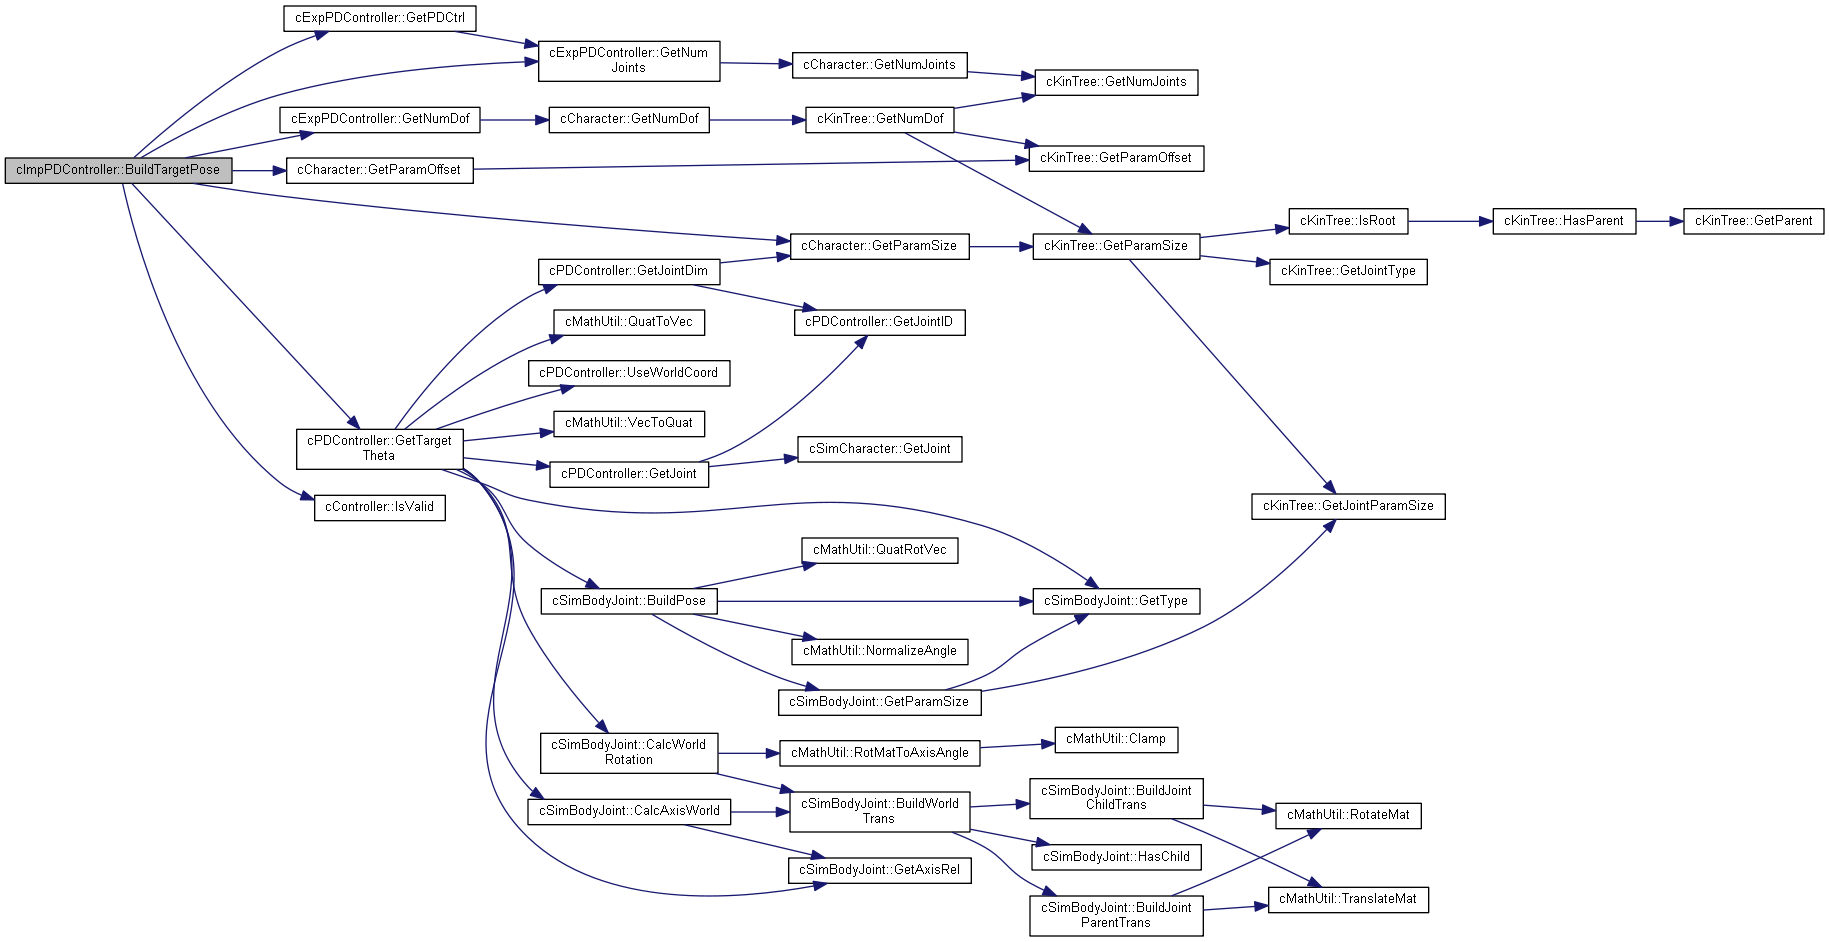 cImpPDController::BuildTargetPose
cExpPDController::GetPDCtrl
cExpPDController::GetNum
Joints
cExpPDController::GetNumDof
cCharacter::GetParamOffset
cPDController::GetTarget
Theta
cController::IsValid
cCharacter::GetNumDof
cPDController::GetJointDim
cMathUtil::QuatToVec
cPDController::UseWorldCoord
cMathUtil::VecToQuat
cPDController::GetJoint
cSimBodyJoint::BuildPose
cSimBodyJoint::CalcWorld
Rotation
cSimBodyJoint::CalcAxisWorld
cCharacter::GetNumJoints
cKinTree::GetNumDof
cCharacter::GetParamSize
cPDController::GetJointID
cSimCharacter::GetJoint
cMathUtil::QuatRotVec
cMathUtil::NormalizeAngle
cSimBodyJoint::GetParamSize
cMathUtil::RotMatToAxisAngle
cSimBodyJoint::BuildWorld
Trans
cSimBodyJoint::GetAxisRel
cKinTree::GetNumJoints
cKinTree::GetParamOffset
cKinTree::GetParamSize
cSimBodyJoint::GetType
cMathUtil::Clamp
cSimBodyJoint::BuildJoint
ChildTrans
cSimBodyJoint::HasChild
cSimBodyJoint::BuildJoint
ParentTrans
cKinTree::IsRoot
cKinTree::GetJointType
cKinTree::GetJointParamSize
cMathUtil::RotateMat
cMathUtil::TranslateMat
cKinTree::HasParent
cKinTree::GetParent